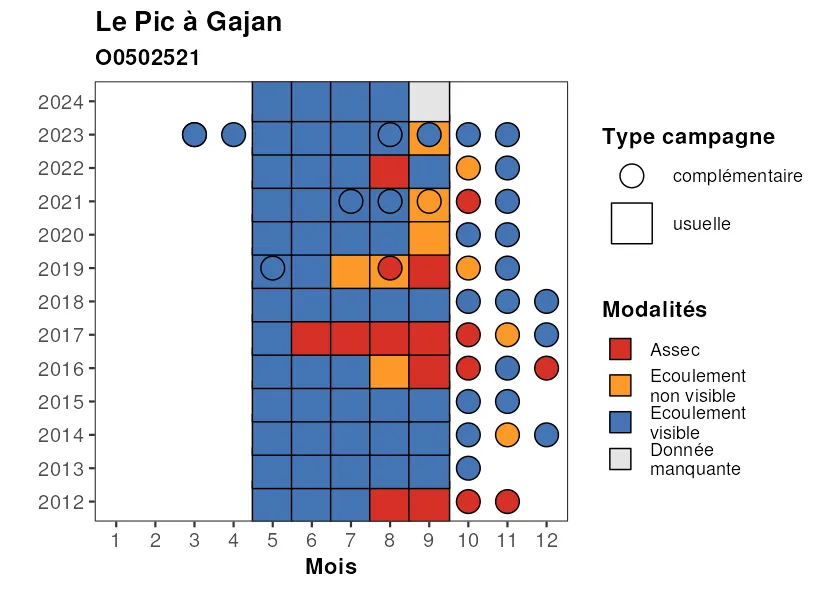 Le Pic à Gajan
O0502521
2024
2023
2022
2021
2020
2019
2018
2017
2016
2015
2014
2013
2012
1 2 3 4 5 6 7 8 9 10 11 12
Mois
Type campagne
complémentaire
usuelle
Modalités
Assec
Ecoulement
non visible
Ecoulement
visible
Donnée
manquante